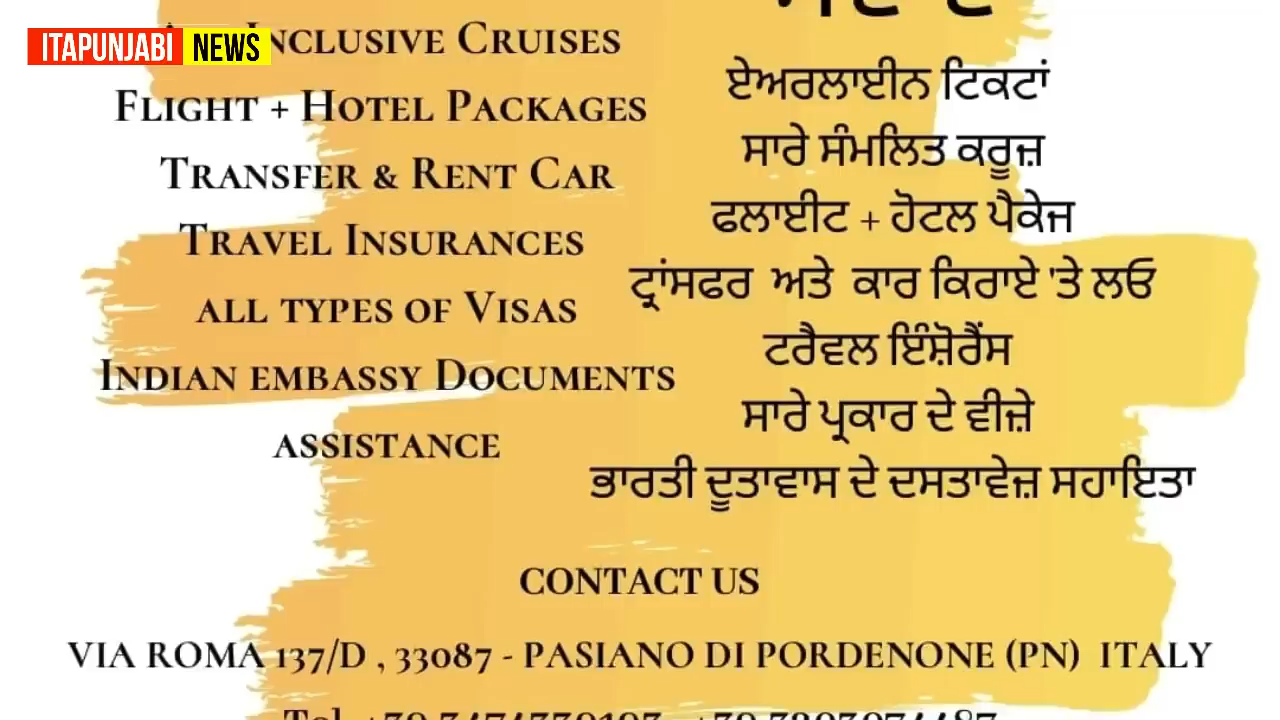 ITAPUNJABI NEWS
INCLUSIVE CRUISES
FLIGHT + HOTEL PACKAGES
TRANSFER & RENT CAR
TRAVEL INSURANCES
ALL TYPES OF VISAS
INDIAN EMBASSY DOCUMENTS
ASSISTANCE
ਏਅਰਲਾਈਨ ਟਿਕਟਾਂ
ਸਾਰੇ ਸੰਮਲਿਤ ਕਰੂਜ਼
ਫਲਾਈਟ + ਹੋਟਲ ਪੈਕੇਜ
ਟ੍ਰਾਂਸਫਰ ਅਤੇ ਕਾਰ ਕਿਰਾਏ 'ਤੇ ਲਓ
ਟਰੈਵਲ ਇੰਸ਼ੋਰੈਂਸ
ਸਾਰੇ ਪ੍ਰਕਾਰ ਦੇ ਵੀਜ਼ੇ
ਭਾਰਤੀ ਦੂਤਾਵਾਸ ਦੇ ਦਸਤਾਵੇਜ਼ ਸਹਾਇਤਾ
CONTACT US
VIA ROMA 137/D , 33087 - PASIANO DI PORDENONE (PN) ITALY
Tel +39